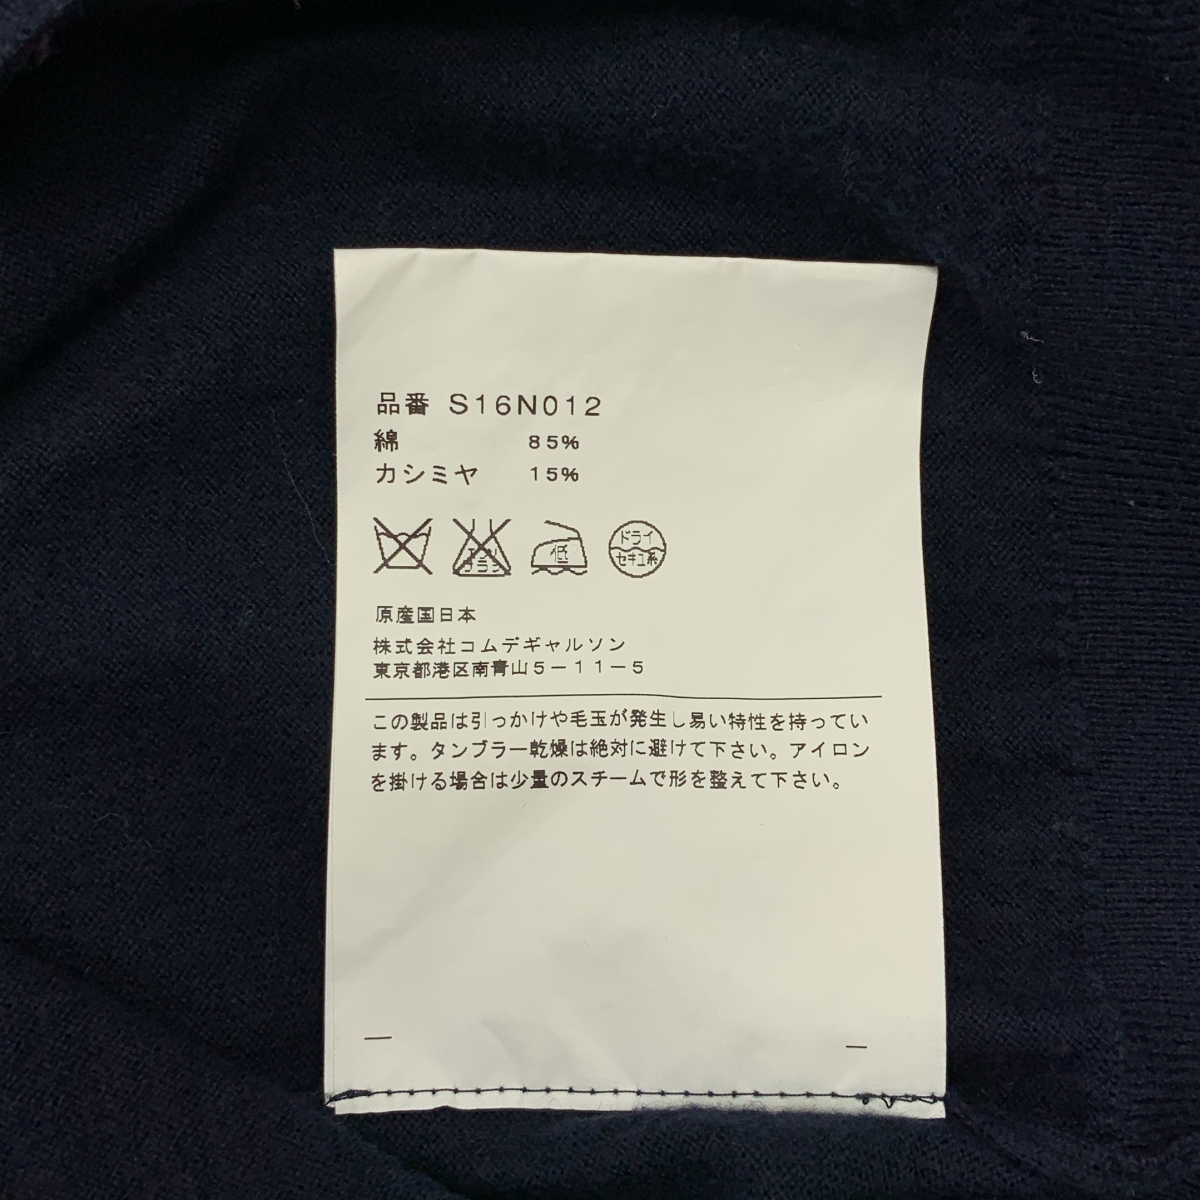 品番 S16N012
綿 85%
カシミヤ 15%
低
ドライ
セキユ系
原産国日本
株式会社コムデギャルソン
東京都港区南青山5-11-5
この製品は引っかけや毛玉が発生し易い特性を持ってい
ます。タンブラー乾燥は絶対に避けて下さい。アイロン
を掛ける場合は少量のスチームで形を整えて下さい。